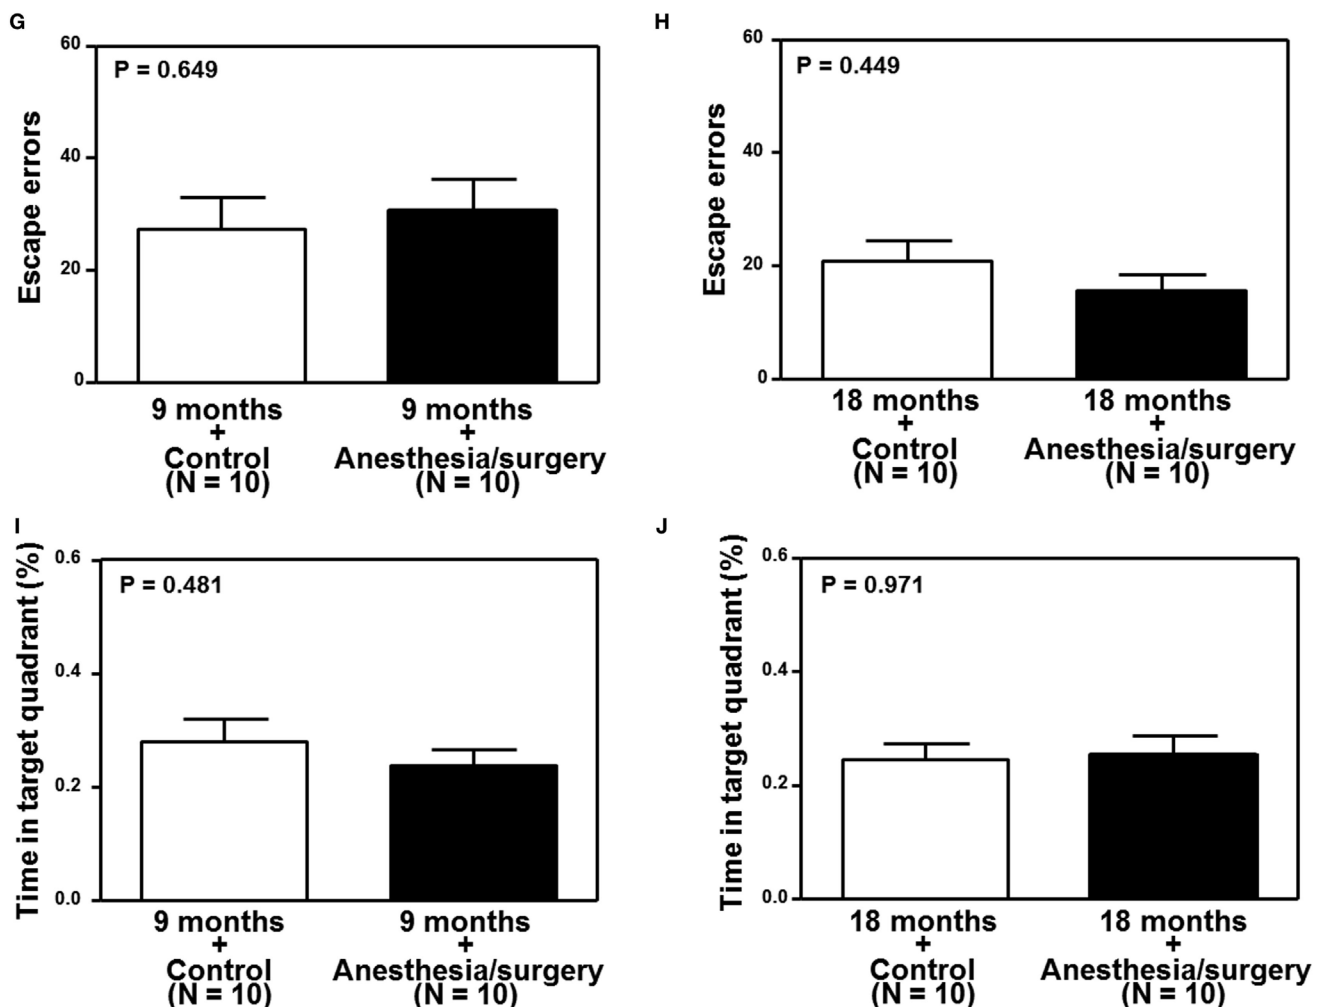 G
60
P = 0.649
40
20
0
Escape errors
9 months
+
Control
(N = 10)
9 months
+
Anesthesia/surgery
(N = 10)
H
60
P = 0.449
40
20
0
Escape errors
18 months
+
Control
(N = 10)
18 months
+
Anesthesia/surgery
(N = 10)
I
0.6
P = 0.481
0.4
0.2
0.0
Time in target quadrant (%)
9 months
+
Control
(N = 10)
9 months
+
Anesthesia/surgery
(N = 10)
J
0.6
P = 0.971
0.4
0.2
0.0
Time in target quadrant (%)
18 months
+
Control
(N = 10)
18 months
+
Anesthesia/surgery
(N = 10)